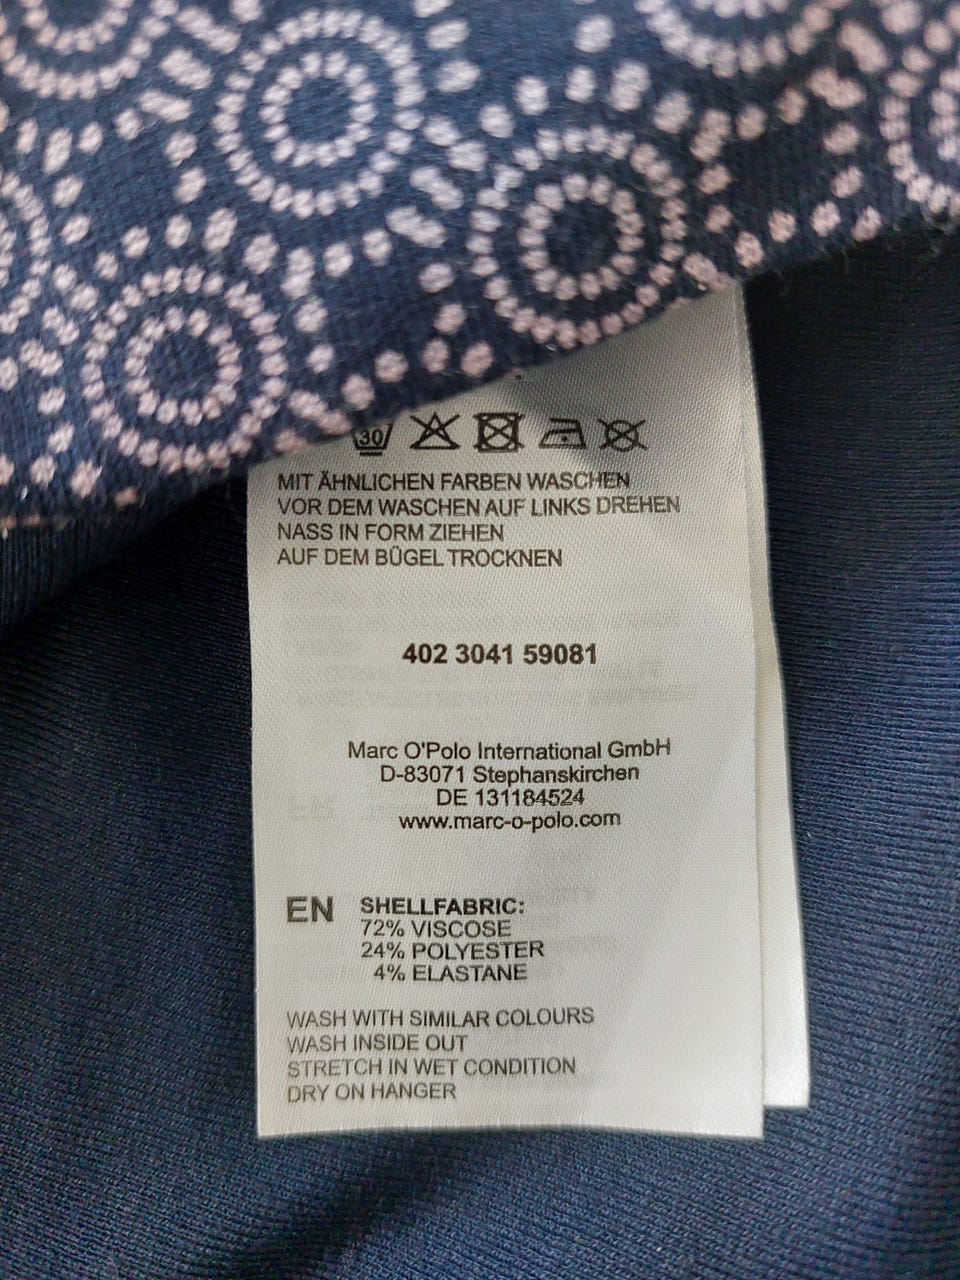 30
MIT ÄHNLICHEN FARBEN WASCHEN
VOR DEM WASCHEN AUF LINKS DREHEN
NASS IN FORM ZIEHEN
AUF DEM BÜGEL TROCKNEN
402 3041 59081
Marc O'Polo International GmbH
D-83071 Stephanskirchen
DE 131184524
www.marc-o-polo.com
EN SHELLFABRIC:
72% VISCOSE
24% POLYESTER
4% ELASTANE
WASH WITH SIMILAR COLOURS
WASH INSIDE OUT
STRETCH IN WET CONDITION
DRY ON HANGER